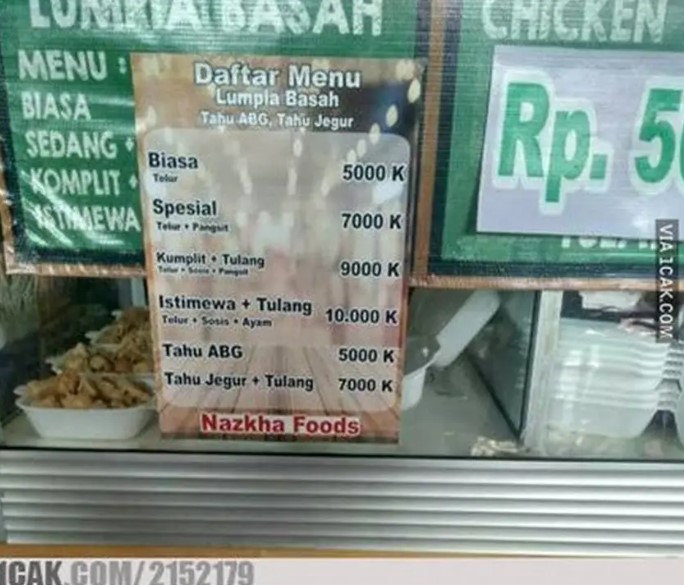 LUMPIA BASAH
MENU :
BIASA
SEDANG
KOMPLIT
ISTIMEWA
CHICKEN
Rp. 5
Daftar Menu
Lumpia Basah
Tahu ABG, Tahu Jegur
Biasa 5000 K
Telur
Spesial 7000 K
Telur + Pangsit
Kumplit + Tulang 9000 K
Telur + Sosis + Pangsit
Istimewa + Tulang 10.000 K
Telur + Sosis + Ayam
Tahu ABG 5000 K
Tahu Jegur + Tulang 7000 K
Nazkha Foods
VIA 1CAK.COM
1CAK.COM/2152179